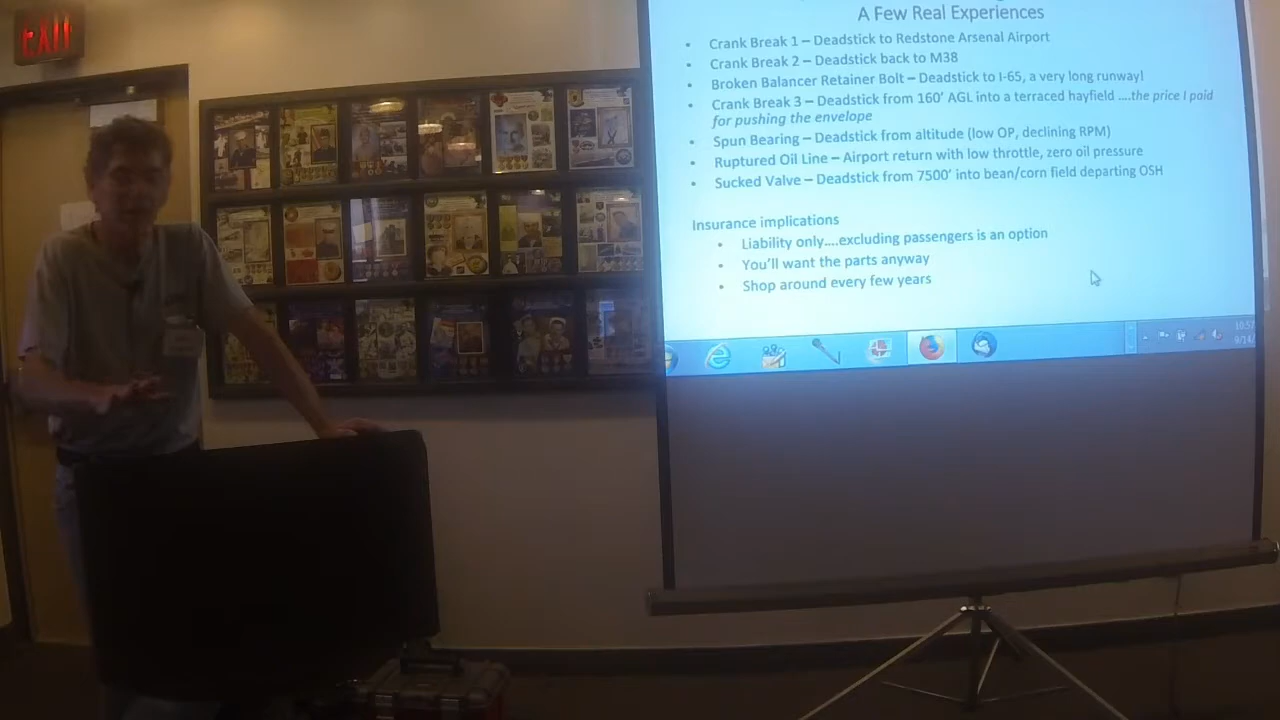 EXIT
A Few Real Experiences
• Crank Break 1 – Deadstick to Redstone Arsenal Airport
• Crank Break 2 – Deadstick back to M38
• Broken Balancer Retainer Bolt – Deadstick to I-65, a very long runway!
• Crank Break 3 – Deadstick from 160' AGL into a terraced hayfield ....the price I paid
for pushing the envelope
• Spun Bearing – Deadstick from altitude (low OP, declining RPM)
• Ruptured Oil Line – Airport return with low throttle, zero oil pressure
• Sucked Valve – Deadstick from 7500' into bean/corn field departing OSH
Insurance implications
• Liability only....excluding passengers is an option
• You'll want the parts anyway
• Shop around every few years
10:57
9/14/